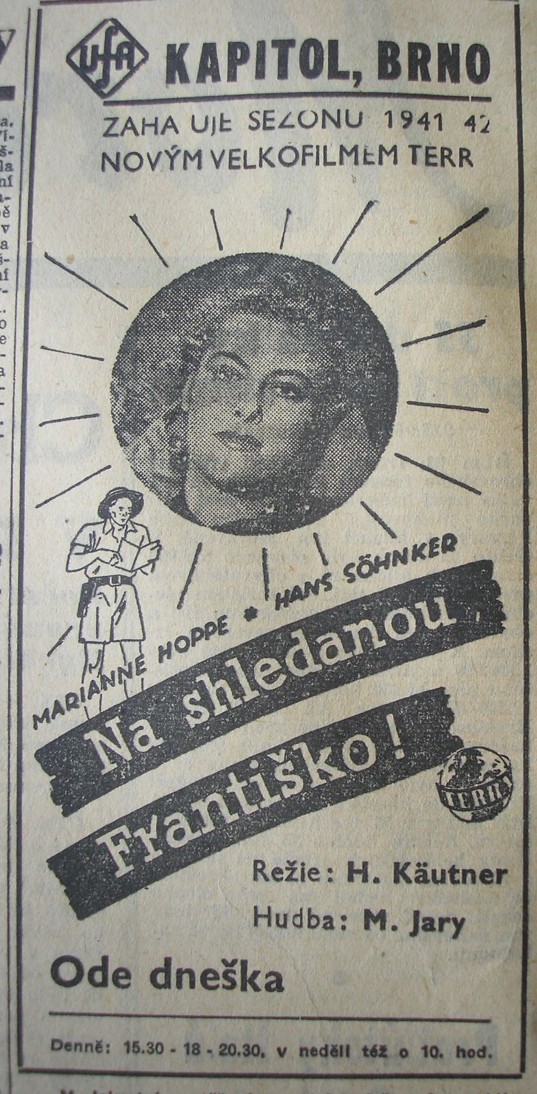 UfA
KAPITOL, BRNO
ZAHA UJE SEZONU 1941 42
NOVÝM VELKOFILMEM TERR
MARIANNE HOPPE * HANS SÖHNKER
Na shledanou
Františko!
TERRA
Režie: H. Käutner
Hudba: M. Jary
Ode dneška
Denně: 15.30 - 18 - 20.30, v neděli též o 10. hod.